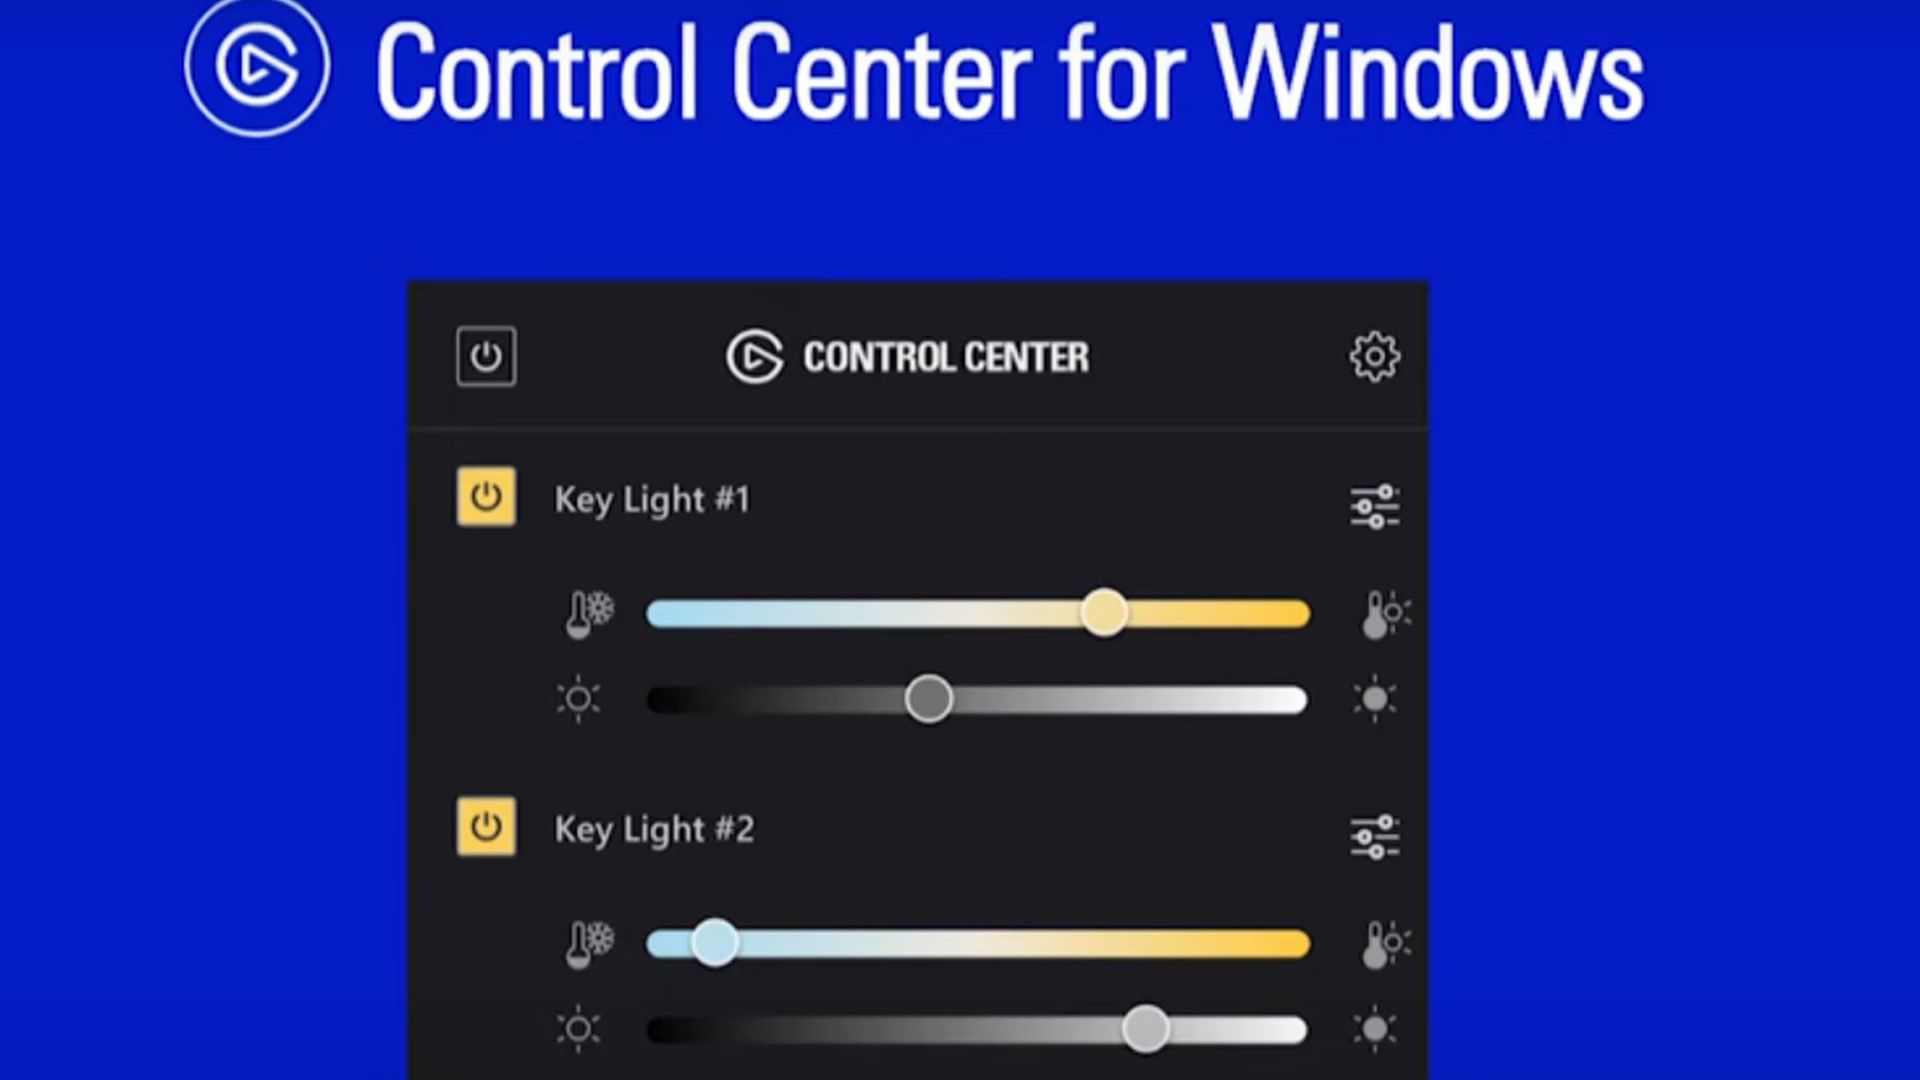 Control Center for Windows
CONTROL CENTER
Key Light #1
Key Light #2